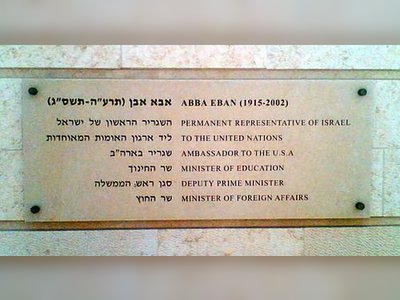 אבא אבן (תרע"ה-תשס"ג)
השגריר הראשון של ישראל
ליד ארגון האומות המאוחדות
שגריר בארה"ב
שר החינוך
סגן ראש הממשלה
שר החוץ
ABBA EBAN (1915-2002)
PERMANENT REPRESENTATIVE OF ISRAEL
TO THE UNITED NATIONS
AMBASSADOR TO THE U.S.A
MINISTER OF EDUCATION
DEPUTY PRIME MINISTER
MINISTER OF FOREIGN AFFAIRS